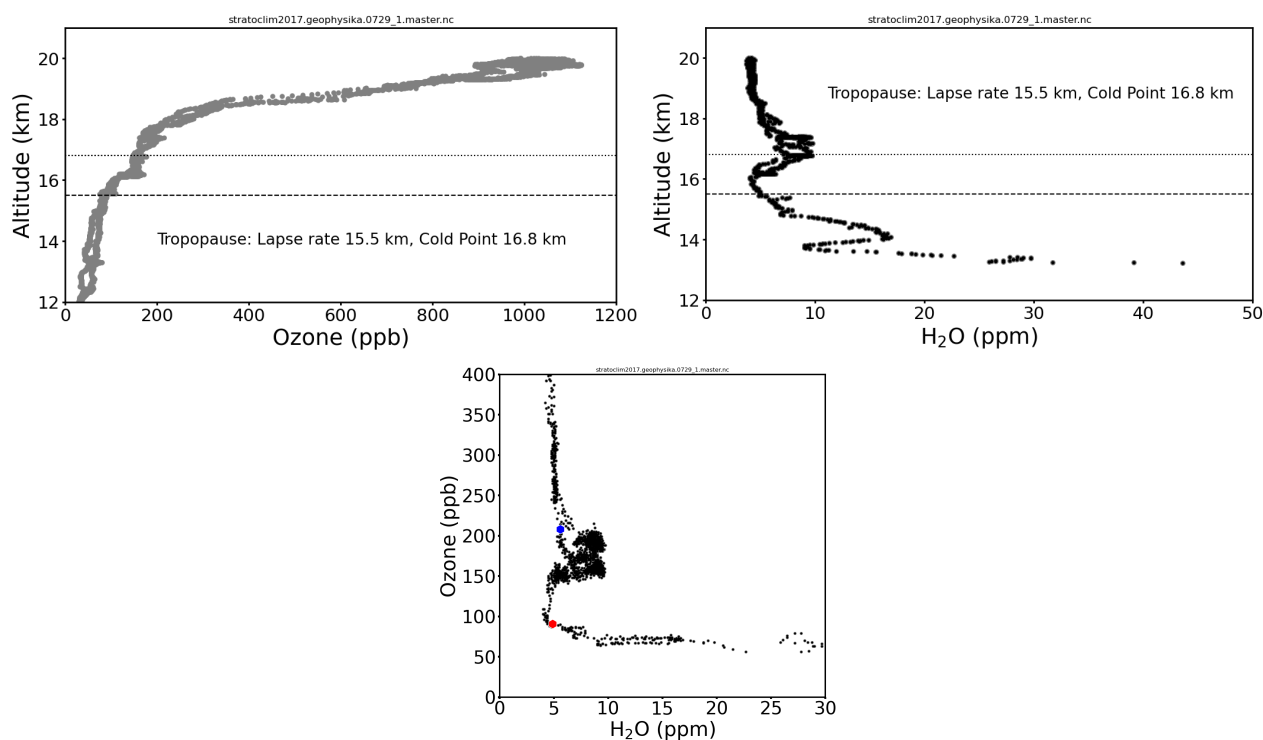 stratoclim2017.geophysika.0729_1.master.nc
Altitude (km)
20
18
16
14
12
Tropopause: Lapse rate 15.5 km, Cold Point 16.8 km
0 200 400 600 800 1000 1200
Ozone (ppb)
stratoclim2017.geophysika.0729_1.master.nc
Altitude (km)
20
18
16
14
12
Tropopause: Lapse rate 15.5 km, Cold Point 16.8 km
0 10 20 30 40 50
H₂O (ppm)
stratoclim2017.geophysika.0729_1.master.nc
Ozone (ppb)
400
350
300
250
200
150
100
50
0
0 5 10 15 20 25 30
H₂O (ppm)